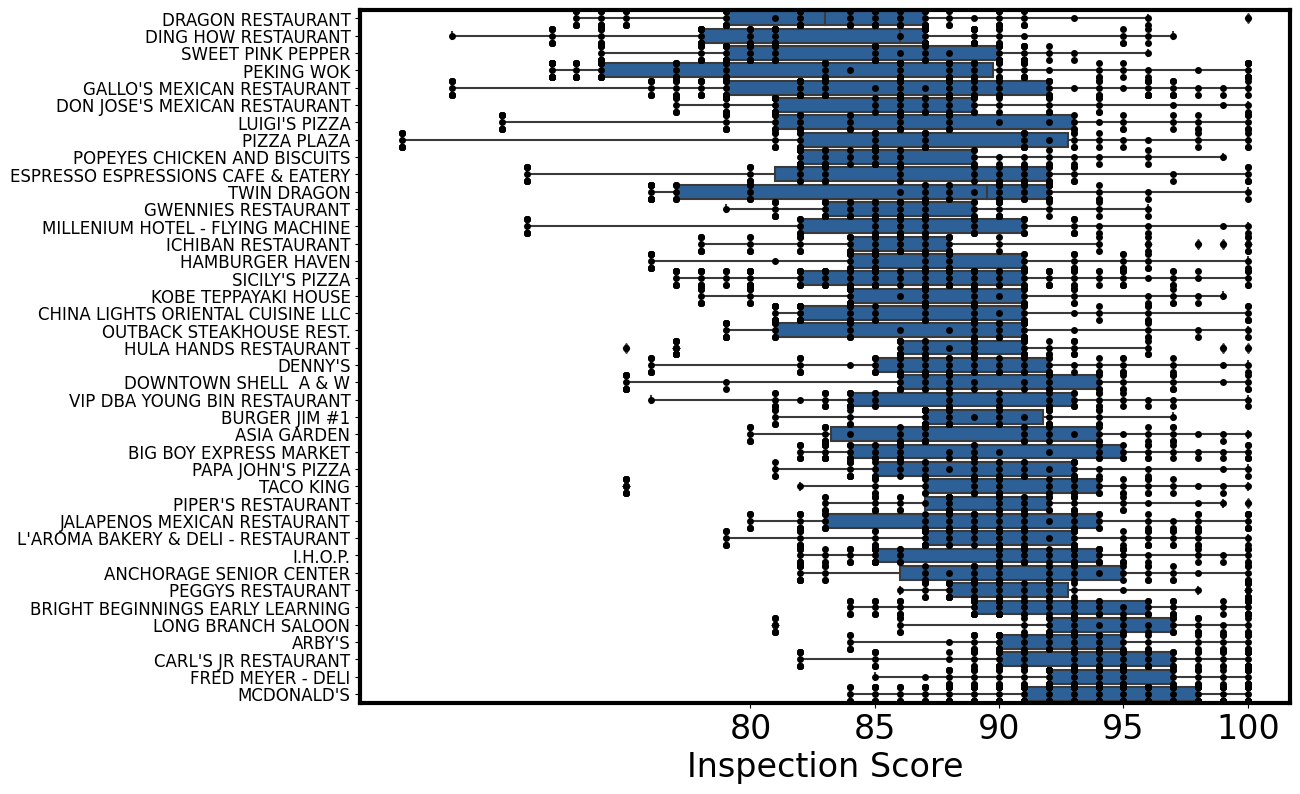 DRAGON RESTAURANT
DING HOW RESTAURANT
SWEET PINK PEPPER
PEKING WOK
GALLO'S MEXICAN RESTAURANT
DON JOSE'S MEXICAN RESTAURANT
LUIGI'S PIZZA
PIZZA PLAZA
POPEYES CHICKEN AND BISCUITS
ESPRESSO ESPRESSIONS CAFE & EATERY
TWIN DRAGON
GWENNIES RESTAURANT
MILLENIUM HOTEL - FLYING MACHINE
ICHIBAN RESTAURANT
HAMBURGER HAVEN
SICILY'S PIZZA
KOBE TEPPAYAKI HOUSE
CHINA LIGHTS ORIENTAL CUISINE LLC
OUTBACK STEAKHOUSE REST.
HULA HANDS RESTAURANT
DENNY'S
DOWNTOWN SHELL  A & W
VIP DBA YOUNG BIN RESTAURANT
BURGER JIM #1
ASIA GARDEN
BIG BOY EXPRESS MARKET
PAPA JOHN'S PIZZA
TACO KING
PIPER'S RESTAURANT
JALAPENOS MEXICAN RESTAURANT
L'AROMA BAKERY & DELI - RESTAURANT
I.H.O.P.
ANCHORAGE SENIOR CENTER
PEGGYS RESTAURANT
BRIGHT BEGINNINGS EARLY LEARNING
LONG BRANCH SALOON
ARBY'S
CARL'S JR RESTAURANT
FRED MEYER - DELI
MCDONALD'S
80 85 90 95 100
Inspection Score